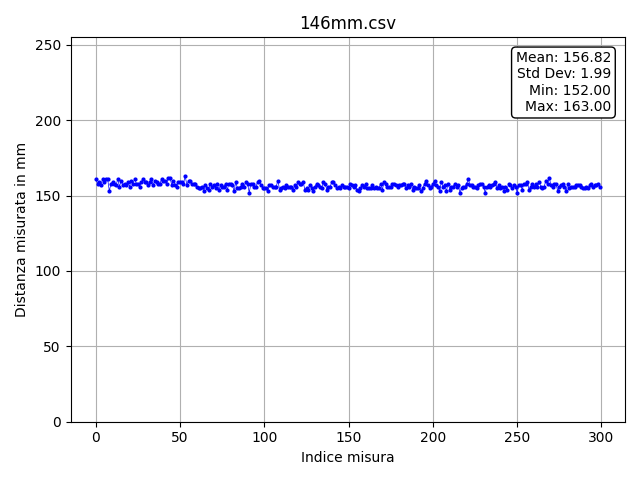 146mm.csv
Mean: 156.82
Std Dev: 1.99
Min: 152.00
Max: 163.00
250
200
150
100
50
0
Distanza misurata in mm
0 50 100 150 200 250 300
Indice misura